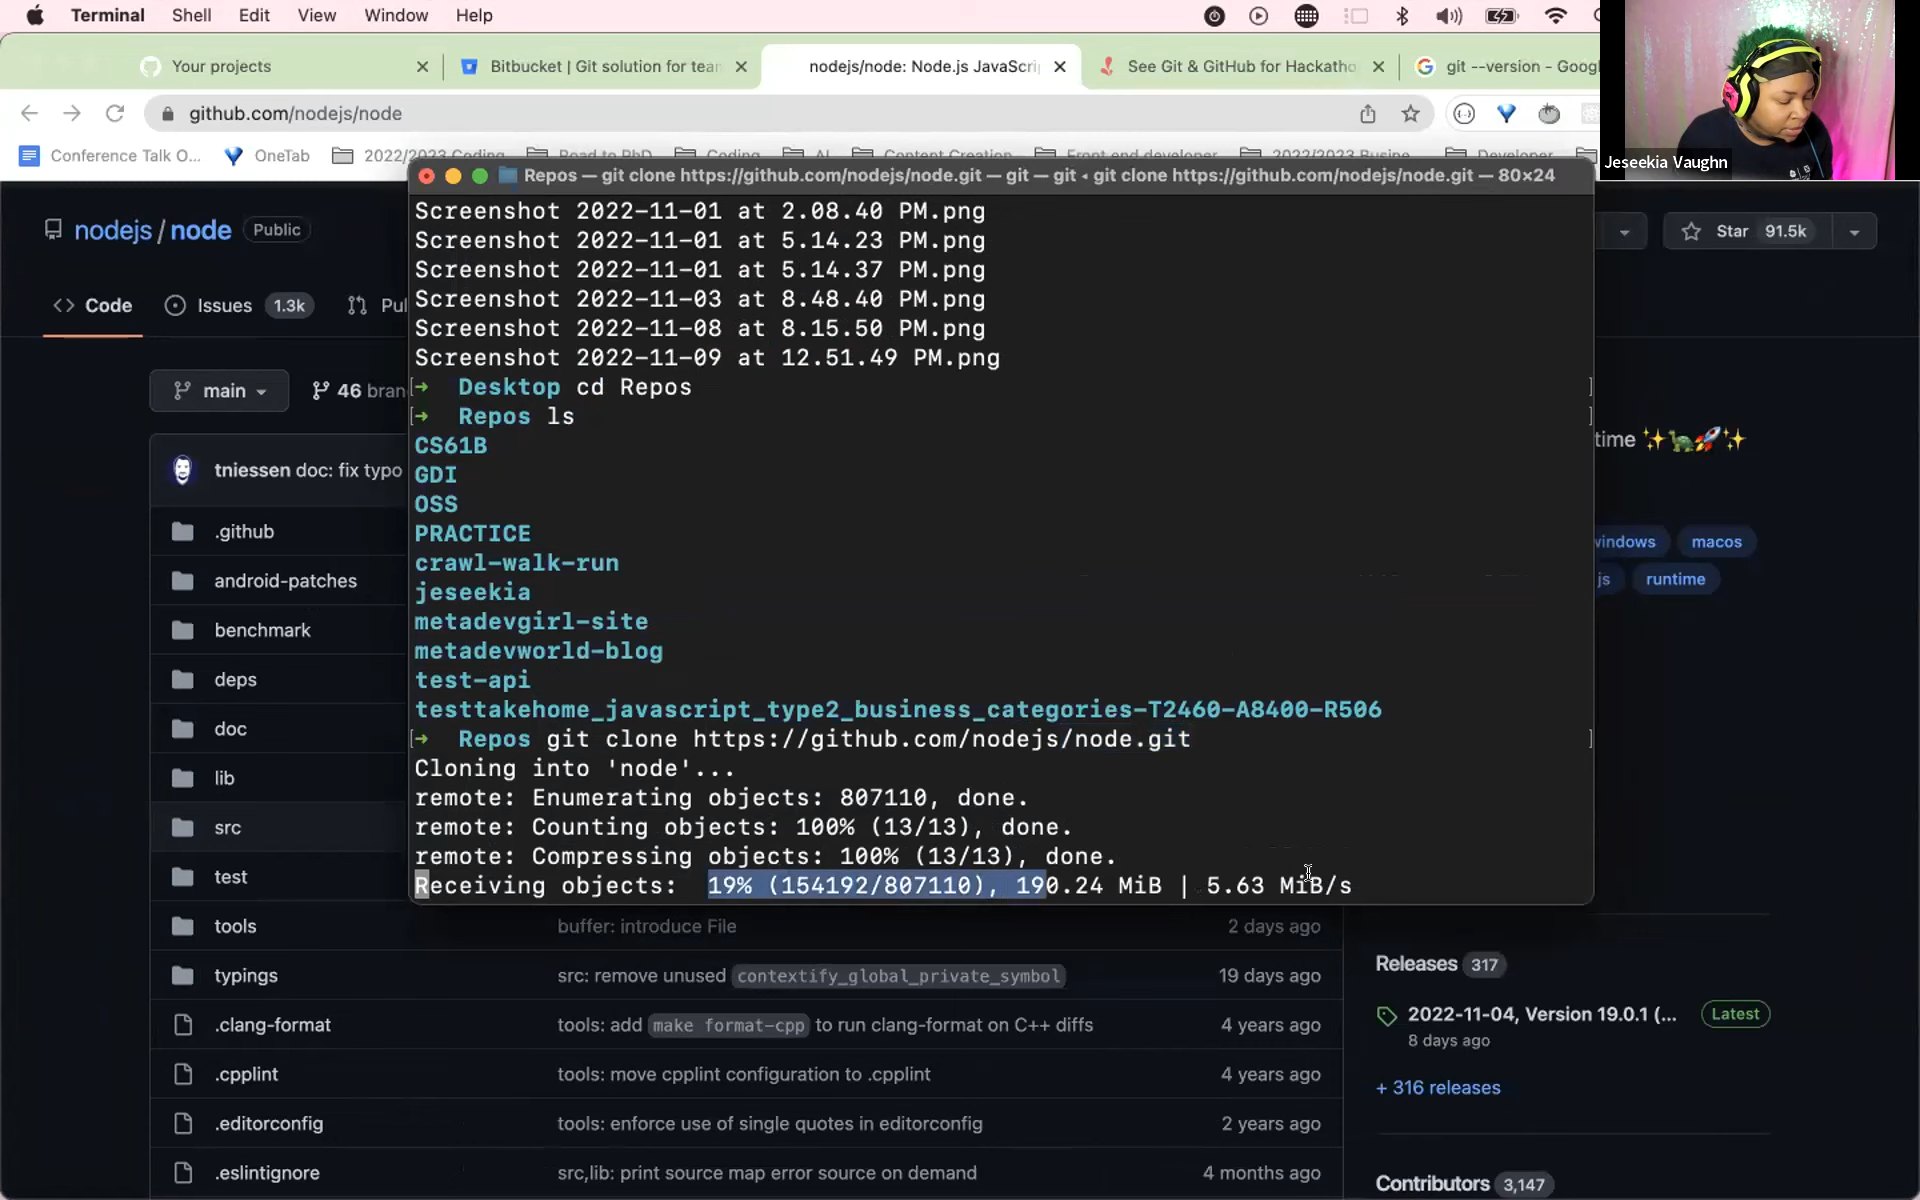 Terminal Shell Edit View Window Help
Your projects
Bitbucket | Git solution for tean
nodejs/node: Node.js JavaScri
See Git & GitHub for Hackatho
git --version - Goog
github.com/nodejs/node
Conference Talk O...
OneTab
Jeseekia Vaughn
Repos — git clone https://github.com/nodejs/node.git — git — git ◂ git clone https://github.com/nodejs/node.git — 80×24
nodejs / node Public
Star 91.5k
Code
Issues 1.3k
Pul
main
46 bran
tniessen doc: fix typo
.github
android-patches
benchmark
deps
doc
lib
src
test
Screenshot 2022-11-01 at 2.08.40 PM.png
Screenshot 2022-11-01 at 5.14.23 PM.png
Screenshot 2022-11-01 at 5.14.37 PM.png
Screenshot 2022-11-03 at 8.48.40 PM.png
Screenshot 2022-11-08 at 8.15.50 PM.png
Screenshot 2022-11-09 at 12.51.49 PM.png
[➜ Desktop cd Repos ]
[➜ Repos ls ]
CS61B
GDI
OSS
PRACTICE
crawl-walk-run
jeseekia
metadevgirl-site
metadevworld-blog
test-api
testtakehome_javascript_type2_business_categories-T2460-A8400-R506
[➜ Repos git clone https://github.com/nodejs/node.git ]
Cloning into 'node'...
remote: Enumerating objects: 807110, done.
remote: Counting objects: 100% (13/13), done.
remote: Compressing objects: 100% (13/13), done.
Receiving objects: 19% (154192/807110), 190.24 MiB | 5.63 MiB/s
time ✨🐢🚀✨
windows macos
js runtime
tools buffer: introduce File 2 days ago
typings src: remove unused contextify_global_private_symbol 19 days ago
.clang-format tools: add make format-cpp to run clang-format on C++ diffs 4 years ago
.cpplint tools: move cpplint configuration to .cpplint 4 years ago
.editorconfig tools: enforce use of single quotes in editorconfig 2 years ago
.eslintignore src,lib: print source map error source on demand 4 months ago
Releases 317
2022-11-04, Version 19.0.1 (... Latest
8 days ago
+ 316 releases
Contributors 3,147